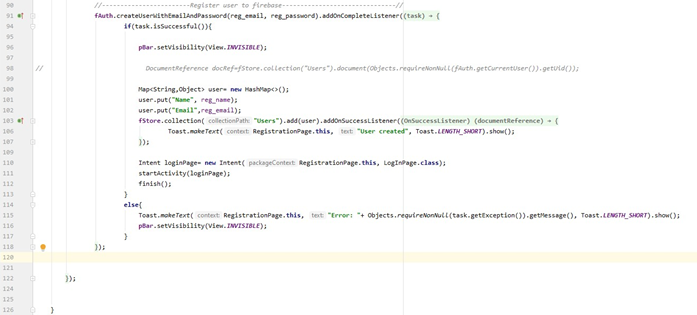 90 //------------------------Register user to firebase-------------------------------//
91 fAuth.createUserWithEmailAndPassword(reg_email, reg_password).addOnCompleteListener((task) → {
94 if(task.isSuccessful()){
95
96 pBar.setVisibility(View.INVISIBLE);
97
98 // DocumentReference docRef=fStore.collection("Users").document(Objects.requireNonNull(fAuth.getCurrentUser()).getUid());
99
100 Map<String,Object> user= new HashMap<>();
101 user.put("Name", reg_name);
102 user.put("Email",reg_email);
103 fStore.collection( collectionPath: "Users").add(user).addOnSuccessListener((OnSuccessListener) (documentReference) → {
106 Toast.makeText( context: RegistrationPage.this, text: "User created", Toast.LENGTH_SHORT).show();
107 });
109
110 Intent loginPage= new Intent( packageContext: RegistrationPage.this, LogInPage.class);
111 startActivity(loginPage);
112 finish();
113 }
114 else{
115 Toast.makeText( context: RegistrationPage.this, text: "Error: "+ Objects.requireNonNull(task.getException()).getMessage(), Toast.LENGTH_SHORT).show();
116 pBar.setVisibility(View.INVISIBLE);
117 }
118 });
120
121
122 });
124
125
126 }